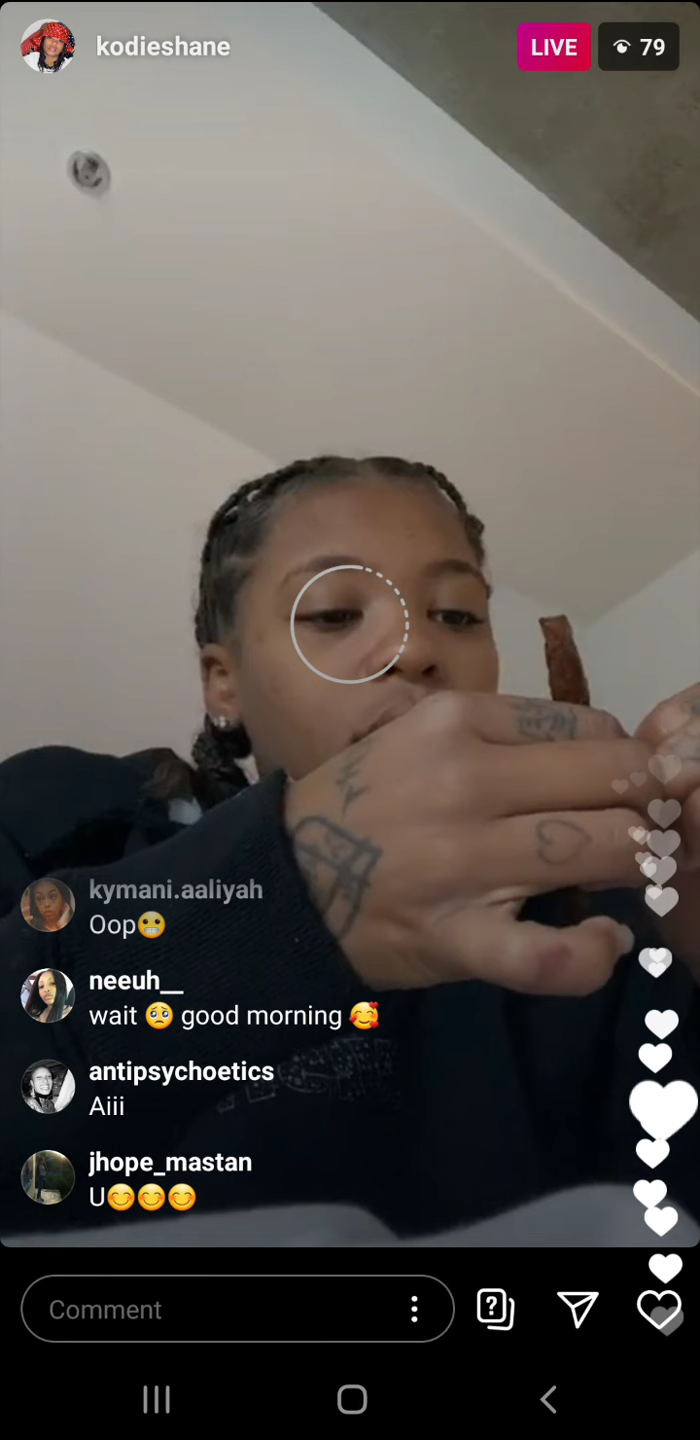 kodieshane
LIVE
79
kymani.aaliyah
Oop😬
neeuh__
wait 🥺 good morning 🥰
antipsychoetics
Aiii
jhope_mastan
U😊😊😊
Comment